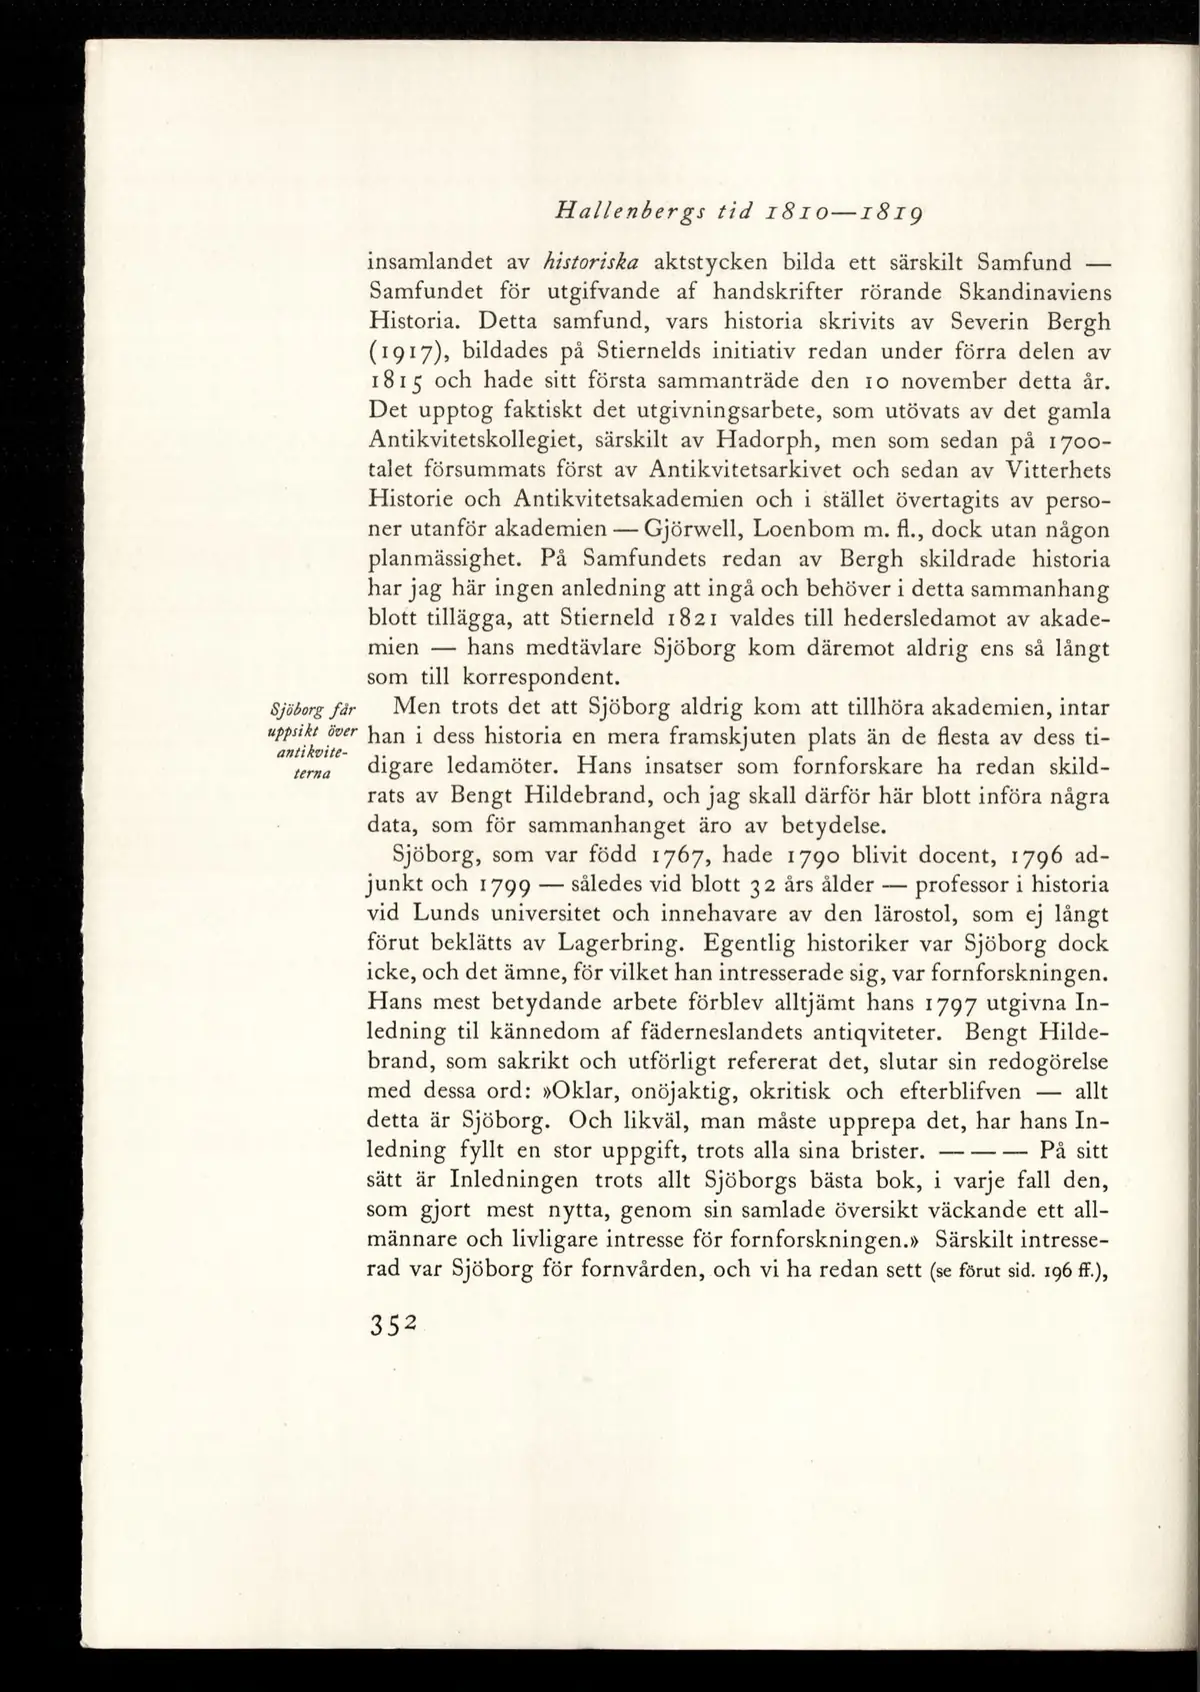 Hallenbergs tid 1810—1819
insamlandet av historiska aktstycken bilda ett särskilt Samfund —
Samfundet för utgifvande af handskrifter rörande Skandinaviens
Historia. Detta samfund, vars historia skrivits av Severin Bergh
(1917), bildades på Stiernelds initiativ redan under förra delen av
1815 och hade sitt första sammanträde den 10 november detta år.
Det upptog faktiskt det utgivningsarbete, som utövats av det gamla
Antikvitetskollegiet, särskilt av Hadorph, men som sedan på 1700-
talet försummats först av Antikvitetsarkivet och sedan av Vitterhets
Historie och Antikvitetsakademien och i stället övertagits av perso-
ner utanför akademien — Gjörwell, Loenbom m. fl., dock utan någon
planmässighet. På Samfundets redan av Bergh skildrade historia
har jag här ingen anledning att ingå och behöver i detta sammanhang
blott tillägga, att Stierneld 1821 valdes till hedersledamot av akade-
mien — hans medtävlare Sjöborg kom däremot aldrig ens så långt
som till korrespondent.
Sjöborg får
uppsikt över
antikvite-
terna
Men trots det att Sjöborg aldrig kom att tillhöra akademien, intar
han i dess historia en mera framskjuten plats än de flesta av dess ti-
digare ledamöter. Hans insatser som fornforskare ha redan skild-
rats av Bengt Hildebrand, och jag skall därför här blott införa några
data, som för sammanhanget äro av betydelse.
Sjöborg, som var född 1767, hade 1790 blivit docent, 1796 ad-
junkt och 1799 — således vid blott 32 års ålder — professor i historia
vid Lunds universitet och innehavare av den lärostol, som ej långt
förut beklätts av Lagerbring. Egentlig historiker var Sjöborg dock
icke, och det ämne, för vilket han intresserade sig, var fornforskningen.
Hans mest betydande arbete förblev alltjämt hans 1797 utgivna In-
ledning til kännedom af fäderneslandets antiqviteter. Bengt Hilde-
brand, som sakrikt och utförligt refererat det, slutar sin redogörelse
med dessa ord: »Oklar, onöjaktig, okritisk och efterblifven — allt
detta är Sjöborg. Och likväl, man måste upprepa det, har hans In-
ledning fyllt en stor uppgift, trots alla sina brister. — — — På sitt
sätt är Inledningen trots allt Sjöborgs bästa bok, i varje fall den,
som gjort mest nytta, genom sin samlade översikt väckande ett all-
männare och livligare intresse för fornforskningen.» Särskilt intresse-
rad var Sjöborg för fornvården, och vi ha redan sett (se förut sid. 196 ff.),
352